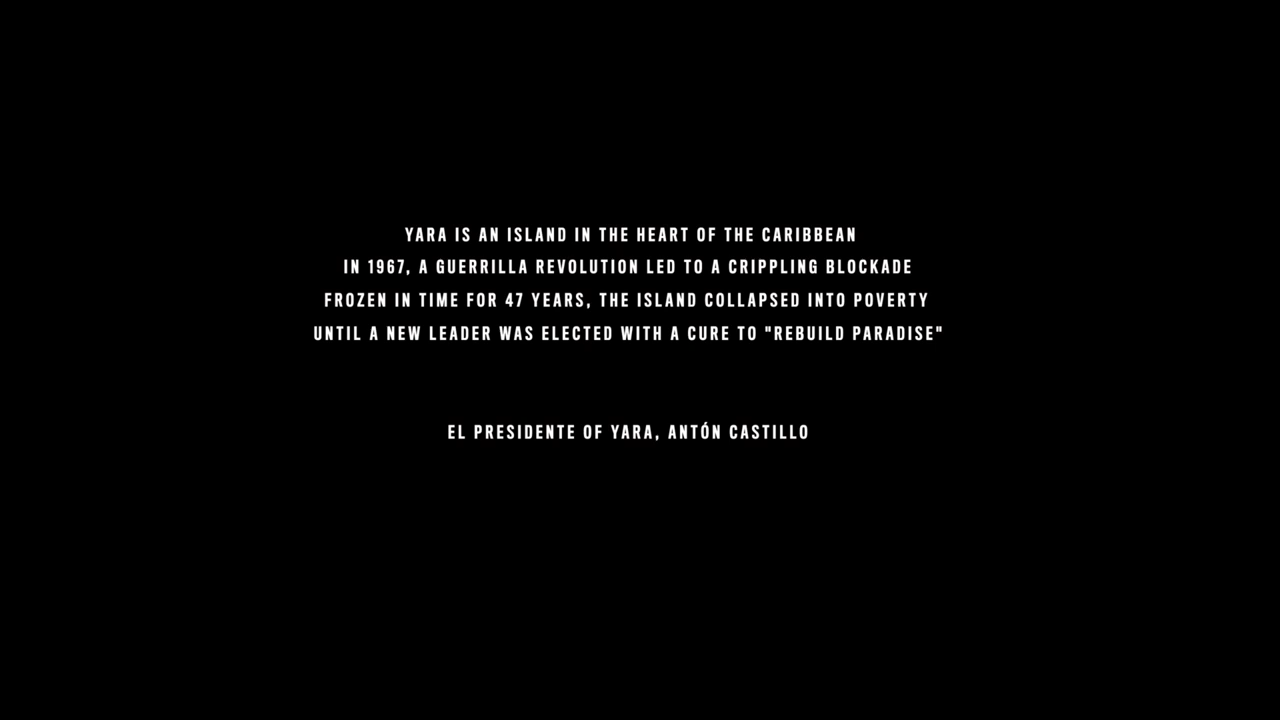 YARA IS AN ISLAND IN THE HEART OF THE CARIBBEAN
IN 1967, A GUERRILLA REVOLUTION LED TO A CRIPPLING BLOCKADE
FROZEN IN TIME FOR 47 YEARS, THE ISLAND COLLAPSED INTO POVERTY
UNTIL A NEW LEADER WAS ELECTED WITH A CURE TO "REBUILD PARADISE"
EL PRESIDENTE OF YARA, ANTÓN CASTILLO